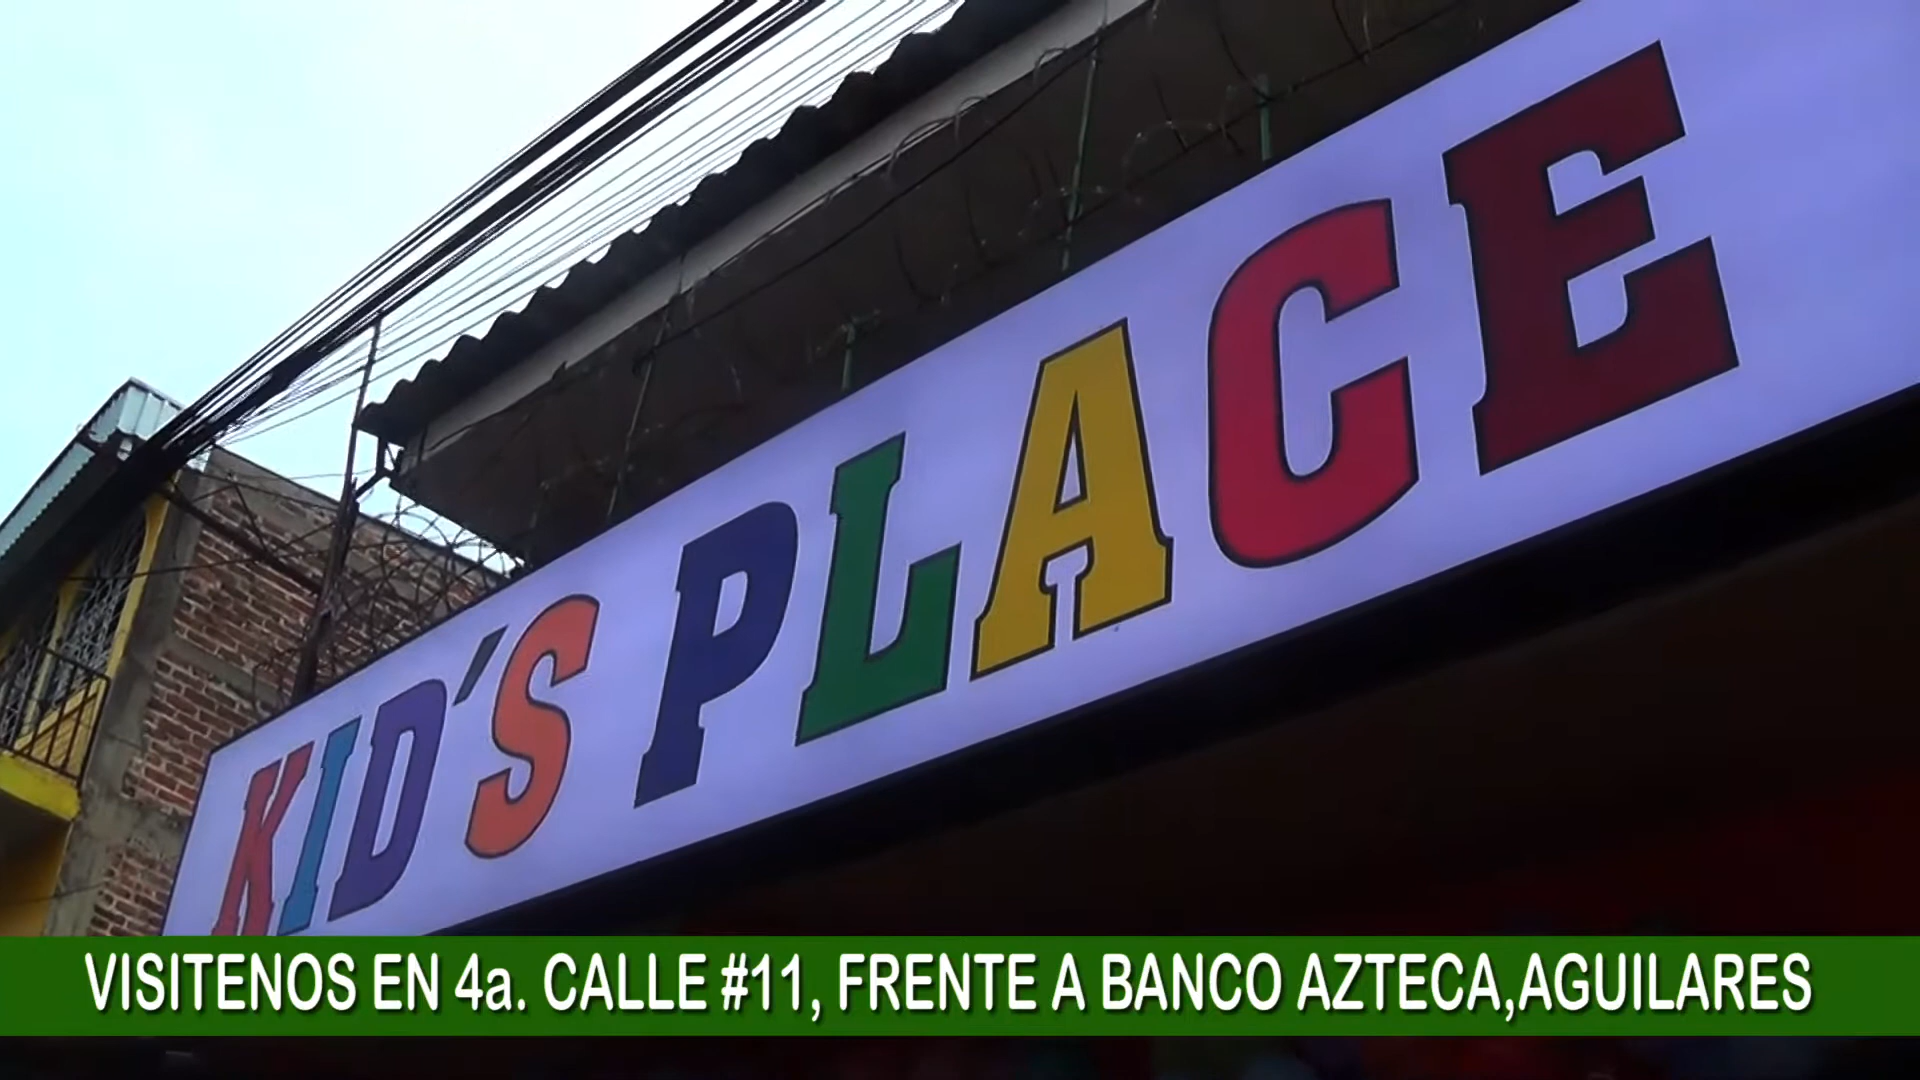 KID'S PLACE
VISITENOS EN 4a. CALLE #11, FRENTE A BANCO AZTECA,AGUILARES